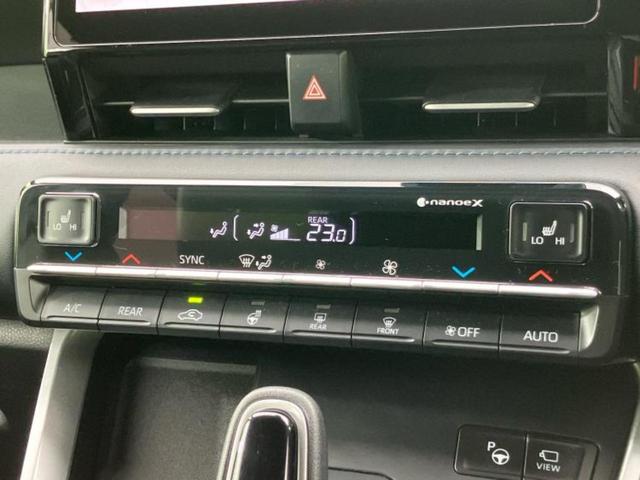 nanoeX
LO HI
REAR
23.0
LO HI
SYNC
A/C
REAR
REAR
FRONT
OFF
AUTO
P
VIEW